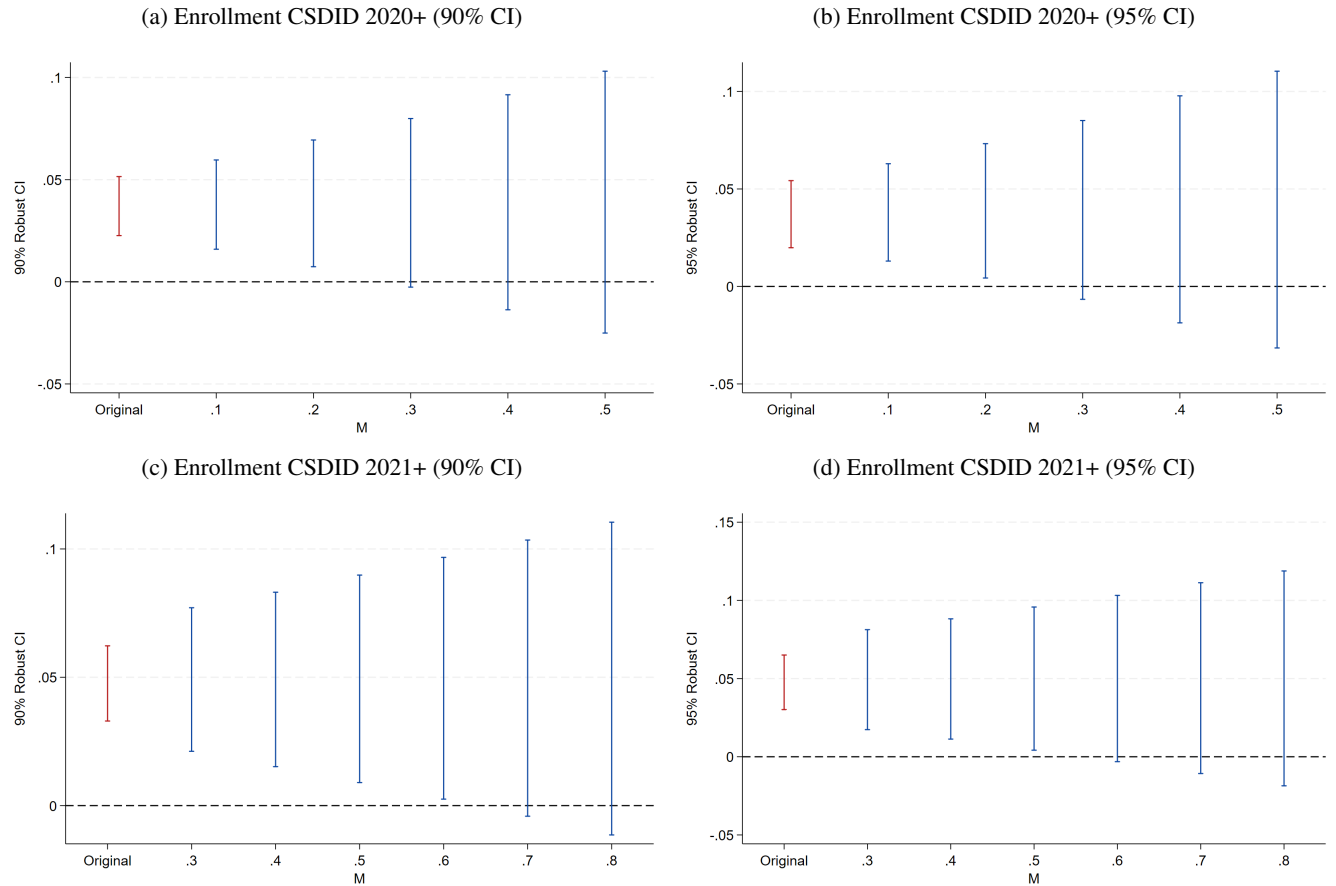 (a) Enrollment CSDID 2020+ (90% CI)
90% Robust CI
.1
.05
0
-.05
Original .1 .2 .3 .4 .5
M
(b) Enrollment CSDID 2020+ (95% CI)
95% Robust CI
.1
.05
0
-.05
Original .1 .2 .3 .4 .5
M
(c) Enrollment CSDID 2021+ (90% CI)
90% Robust CI
.1
.05
0
Original .3 .4 .5 .6 .7 .8
M
(d) Enrollment CSDID 2021+ (95% CI)
95% Robust CI
.15
.1
.05
0
-.05
Original .3 .4 .5 .6 .7 .8
M